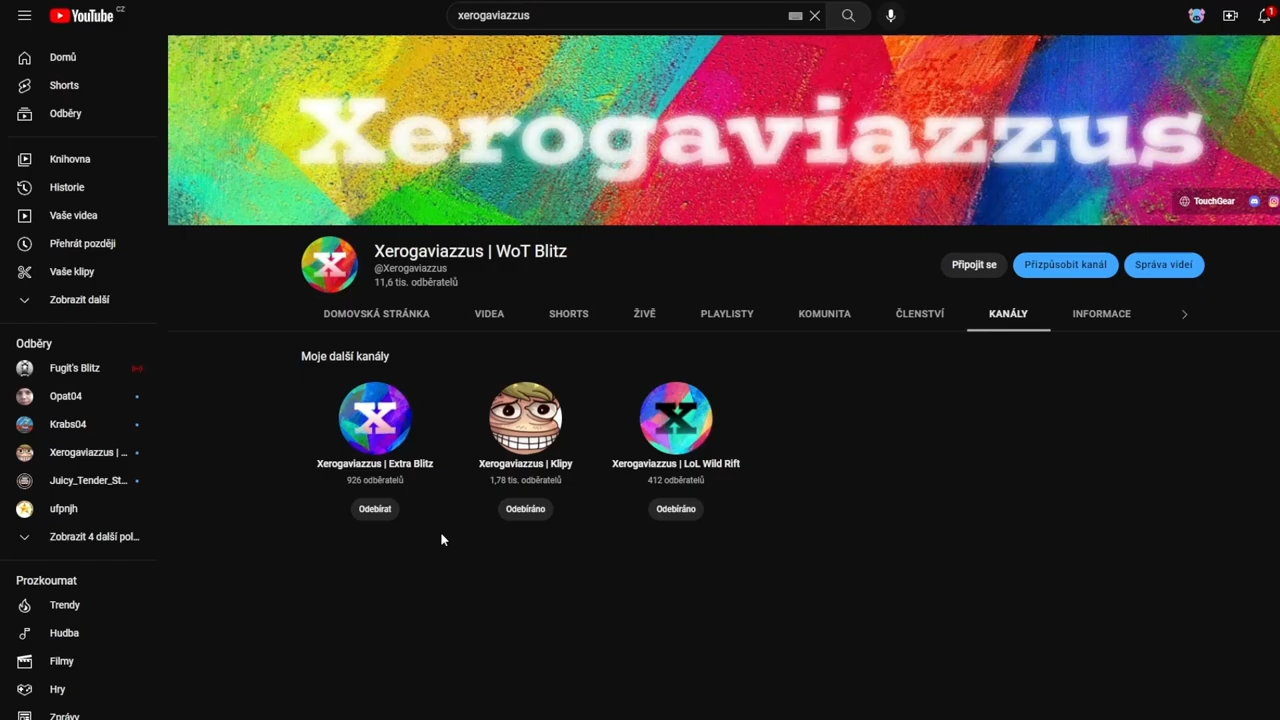 YouTube CZ
xerogaviazzus
1
Domů
Shorts
Odběry
Knihovna
Historie
Vaše videa
Přehrát později
Vaše klipy
Zobrazit další
Odběry
Fugit's Blitz
Opat04
Krabs04
Xerogaviazzus | ...
Juicy_Tender_St...
ufpnjh
Zobrazit 4 další pol...
Prozkoumat
Trendy
Hudba
Filmy
Hry
Zprávy
Xerogaviazzus
TouchGear
X
Xerogaviazzus | WoT Blitz
@Xerogaviazzus
11,6 tis. odběratelů
Připojit se
Přizpůsobit kanál
Správa videí
DOMOVSKÁ STRÁNKA
VIDEA
SHORTS
ŽIVĚ
PLAYLISTY
KOMUNITA
ČLENSTVÍ
KANÁLY
INFORMACE
Moje další kanály
X
X
Xerogaviazzus | Extra Blitz
Xerogaviazzus | Klipy
Xerogaviazzus | LoL Wild Rift
926 odběratelů
1,78 tis. odběratelů
412 odběratelů
Odebírat
Odebíráno
Odebíráno